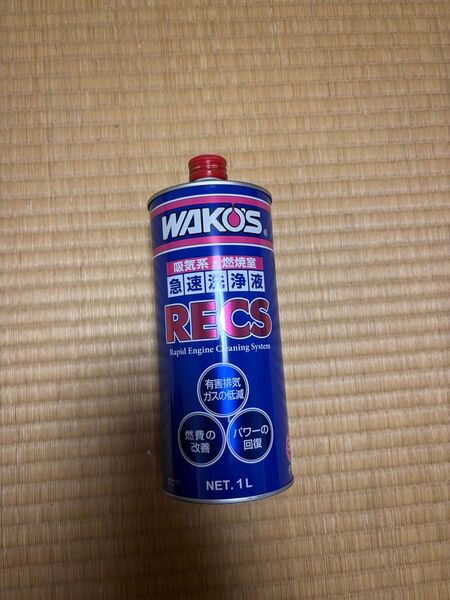 WAKO'S®
吸気系・燃焼室
急速洗浄液
RECS
Rapid Engine Cleaning System
有害排気
ガスの低減
燃費の
改善
パワーの
回復
NET. 1 L